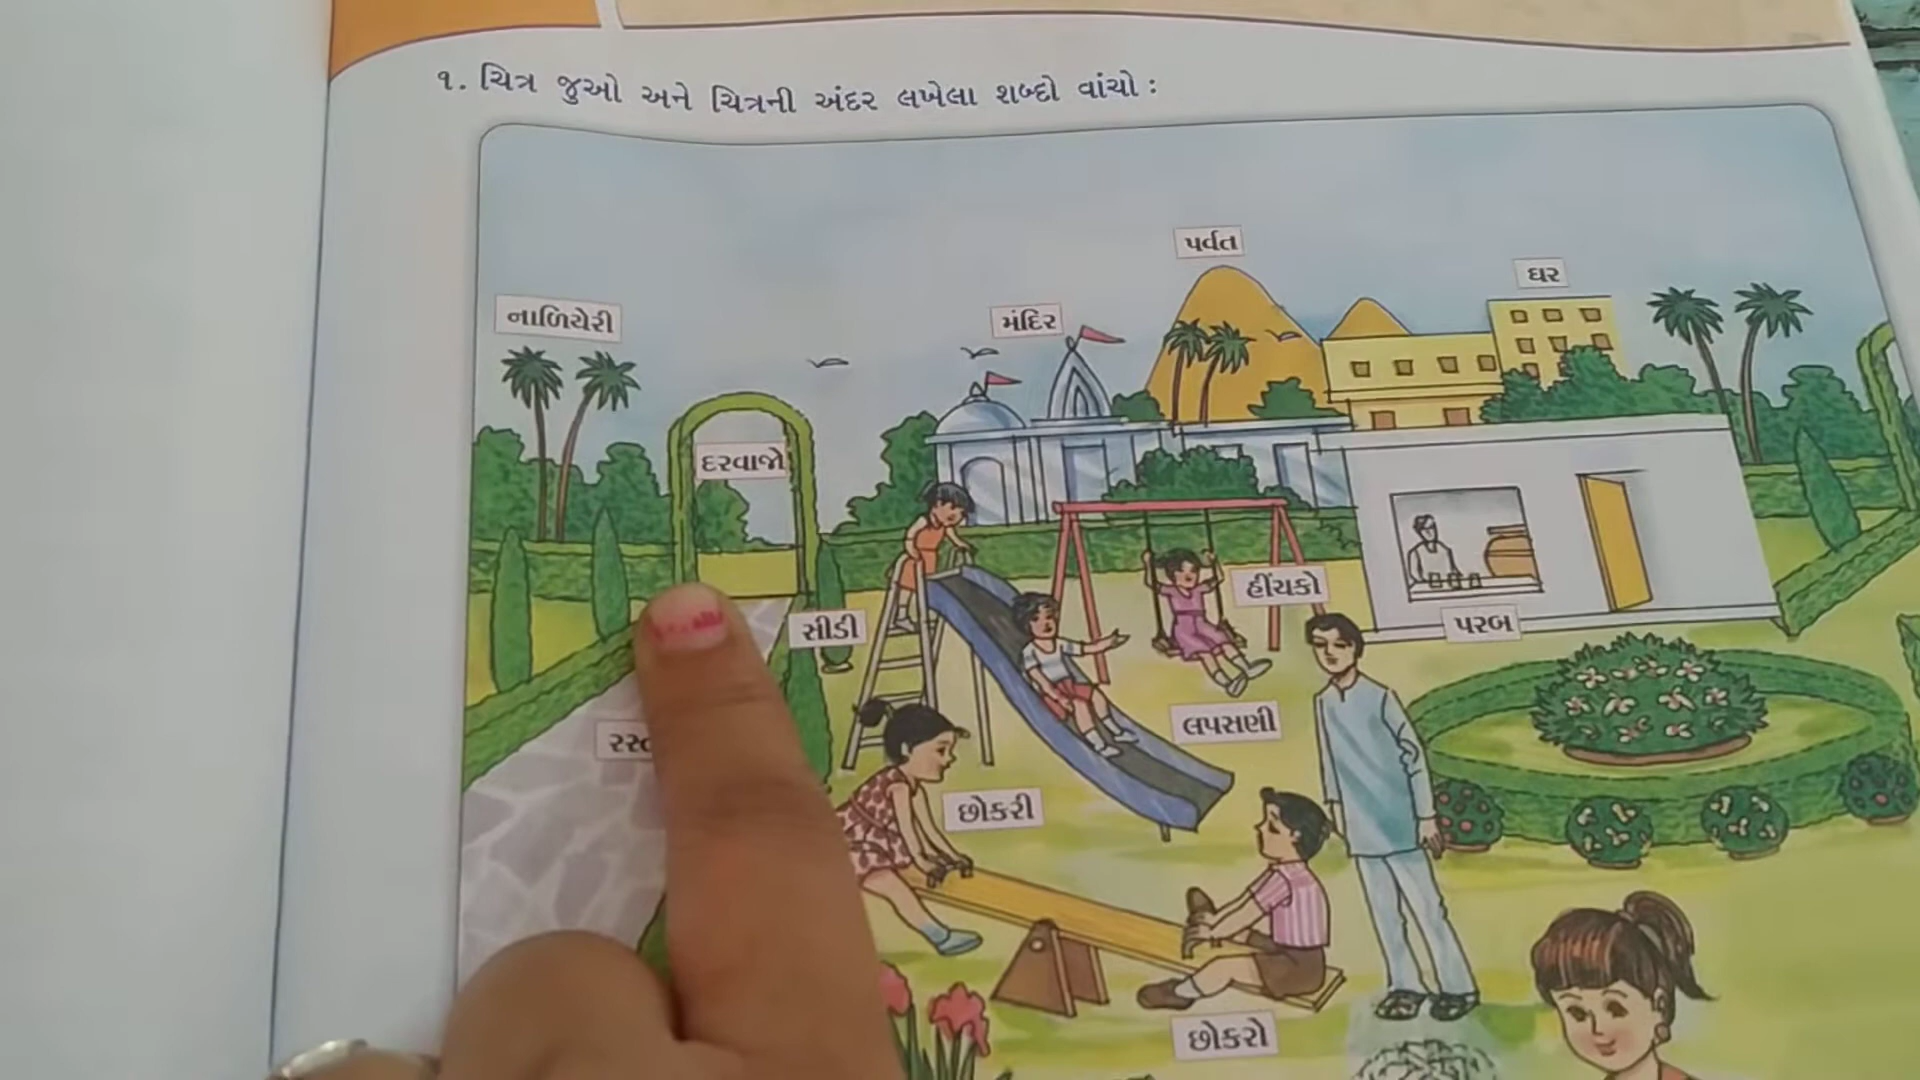 ૧. ચિત્ર જુઓ અને ચિત્રની અંદર લખેલા શબ્દો વાંચો :
પર્વત
ઘર
નાળિયેરી
મંદિર
દરવાજો
હીંચકો
સીડી
પરબ
લપસણી
છોકરી
છોકરો